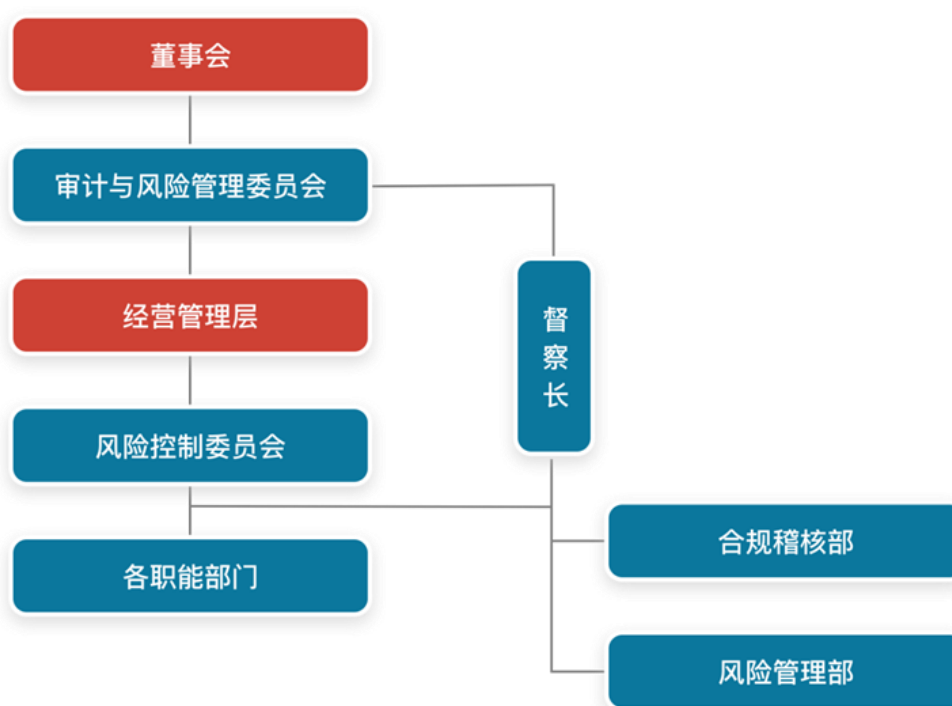 董事会
审计与风险管理委员会
经营管理层
督察长
风险控制委员会
合规稽核部
各职能部门
风险管理部